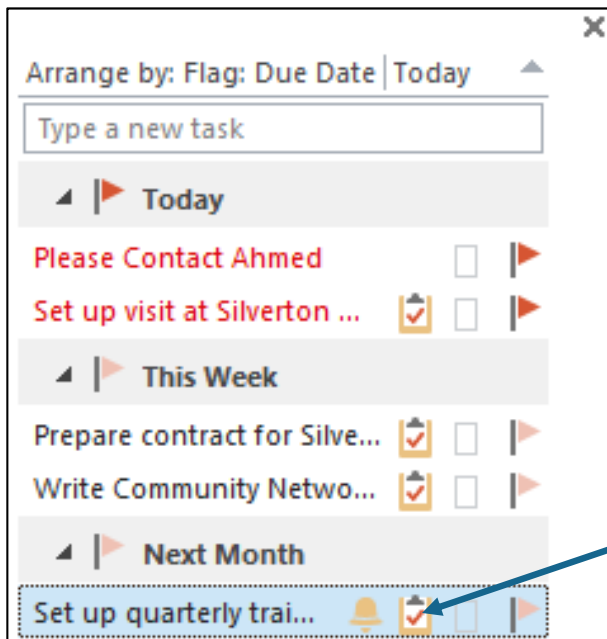 Arrange by: Flag: Due Date Today
Type a new task
Today
Please Contact Ahmed
Set up visit at Silverton ...
This Week
Prepare contract for Silve...
Write Community Netwo...
Next Month
Set up quarterly trai...